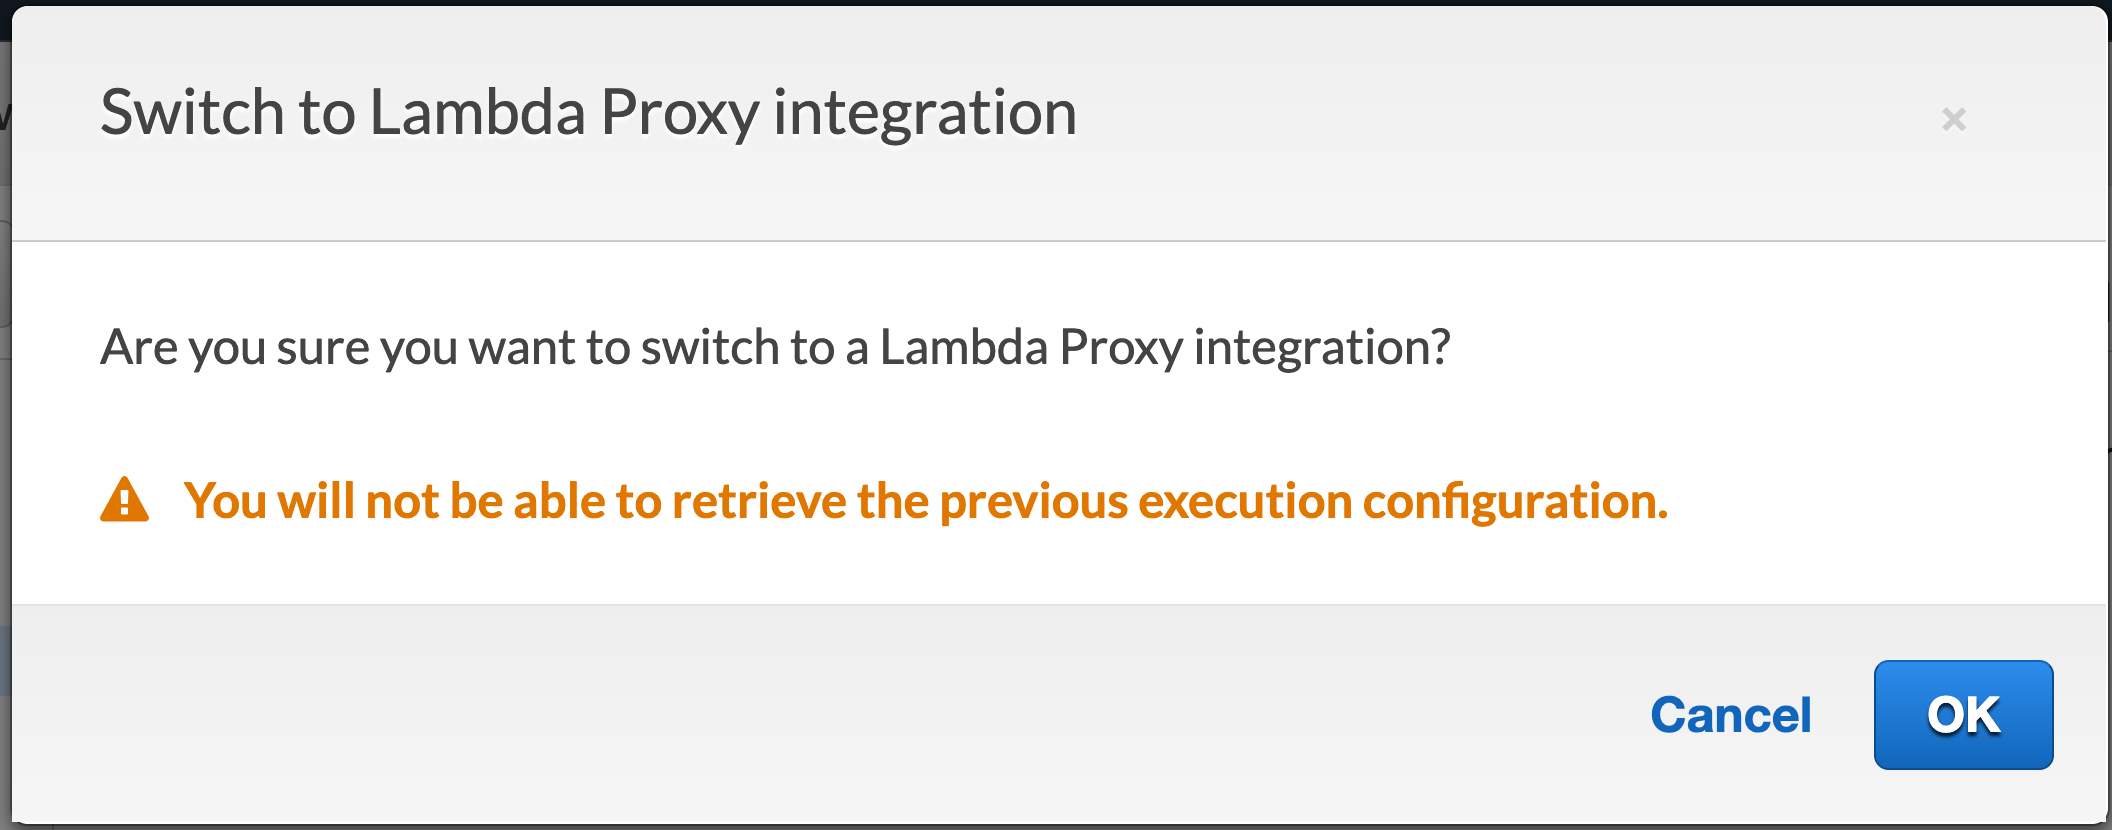 Switch to Lambda Proxy integration
×
Are you sure you want to switch to a Lambda Proxy integration?
You will not be able to retrieve the previous execution configuration.
Cancel
OK